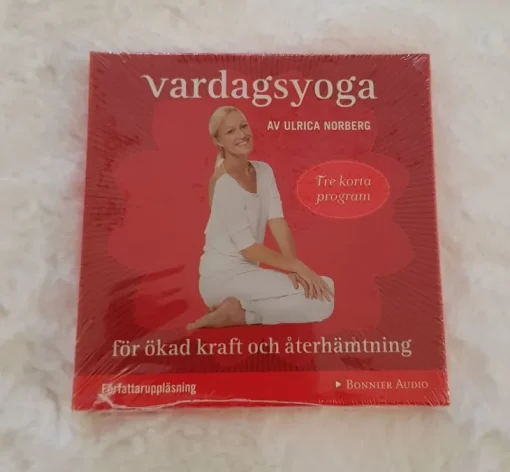 vardagsyoga
AV ULRICA NORBERG
Tre korta
program
för ökad kraft och återhämtning
Författaruppläsning
BONNIER AUDIO